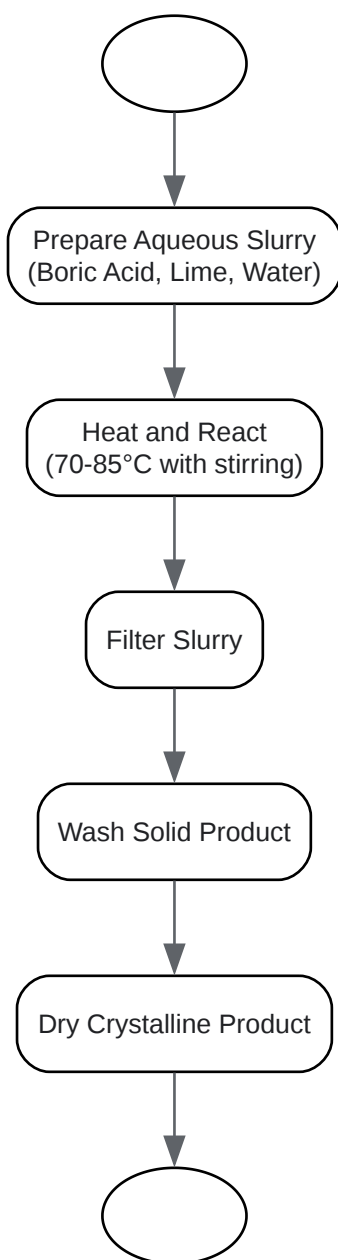 Prepare Aqueous Slurry
(Boric Acid, Lime, Water)
Heat and React
(70-85°C with stirring)
Filter Slurry
Wash Solid Product
Dry Crystalline Product